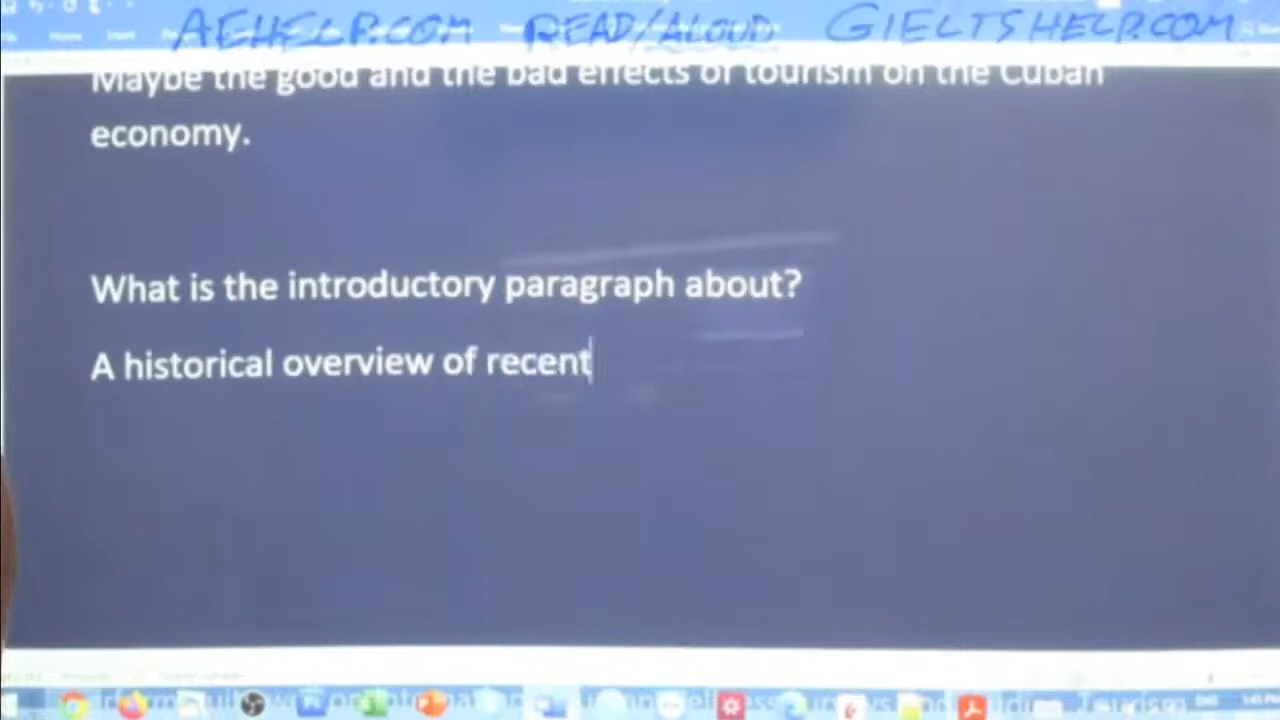 AEHELP.COM READ/ALOUD GIELTSHELP.COM
Maybe the good and the bad effects of tourism on the Cuban
economy.
What is the introductory paragraph about?
A historical overview of recent